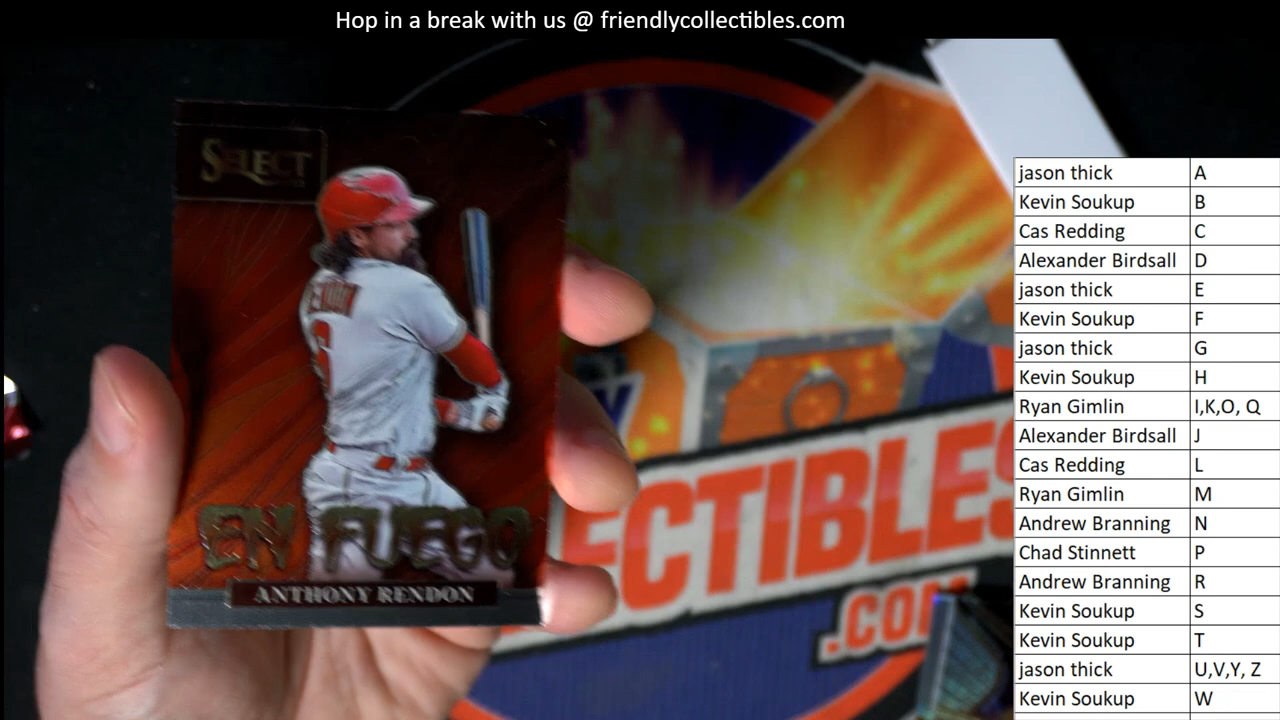 Hop in a break with us @ friendlycollectibles.com
SELECT
EN FUEGO
ANTHONY RENDON
ECTIBLES
.COM
jason thick A
Kevin Soukup B
Cas Redding C
Alexander Birdsall D
jason thick E
Kevin Soukup F
jason thick G
Kevin Soukup H
Ryan Gimlin I,K,O, Q
Alexander Birdsall J
Cas Redding L
Ryan Gimlin M
Andrew Branning N
Chad Stinnett P
Andrew Branning R
Kevin Soukup S
Kevin Soukup T
jason thick U,V,Y, Z
Kevin Soukup W